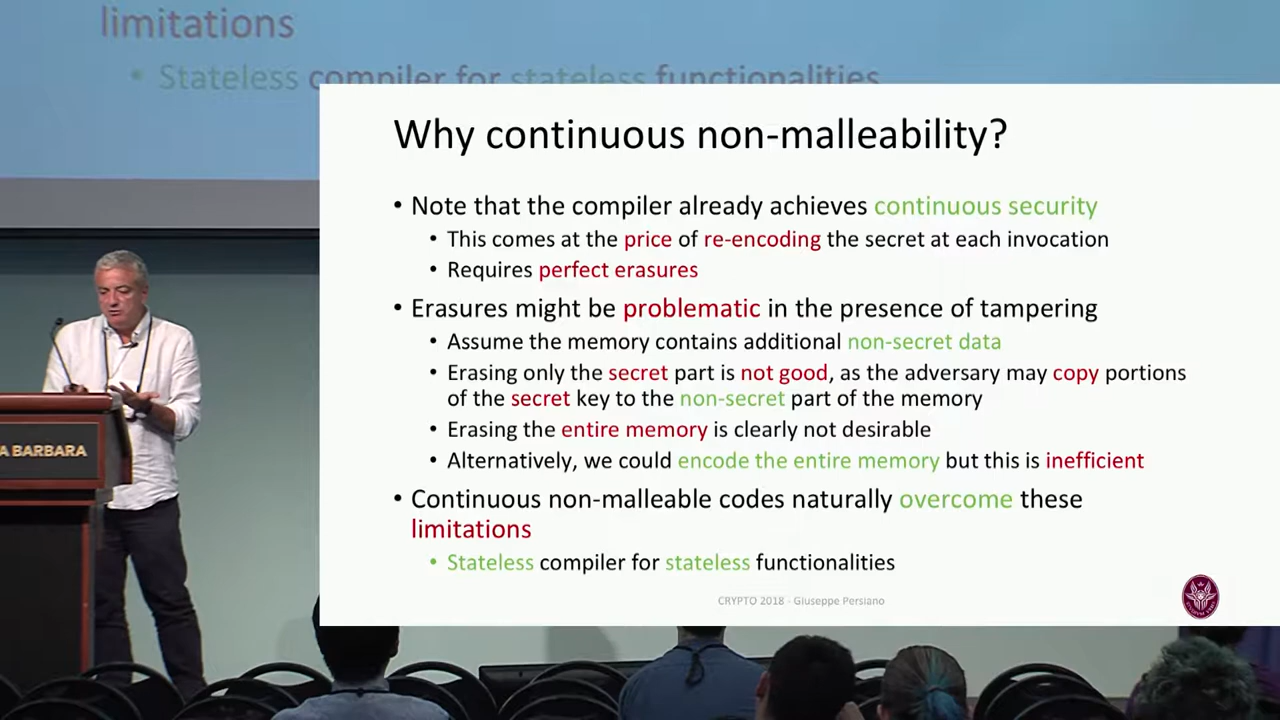 limitations
• Stateless compiler for stateless functionalities
Why continuous non-malleability?
• Note that the compiler already achieves continuous security
• This comes at the price of re-encoding the secret at each invocation
• Requires perfect erasures
• Erasures might be problematic in the presence of tampering
• Assume the memory contains additional non-secret data
• Erasing only the secret part is not good, as the adversary may copy portions
of the secret key to the non-secret part of the memory
• Erasing the entire memory is clearly not desirable
• Alternatively, we could encode the entire memory but this is inefficient
• Continuous non-malleable codes naturally overcome these
limitations
• Stateless compiler for stateless functionalities
CRYPTO 2018 - Giuseppe Persiano
A BARBARA